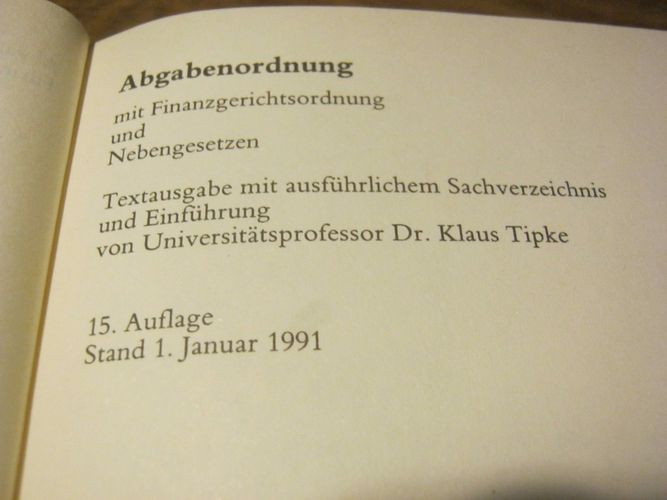 Abgabenordnung
mit Finanzgerichtsordnung
und
Nebengesetzen
Textausgabe mit ausführlichem Sachverzeichnis
und Einführung
von Universitätsprofessor Dr. Klaus Tipke
15. Auflage
Stand 1. Januar 1991